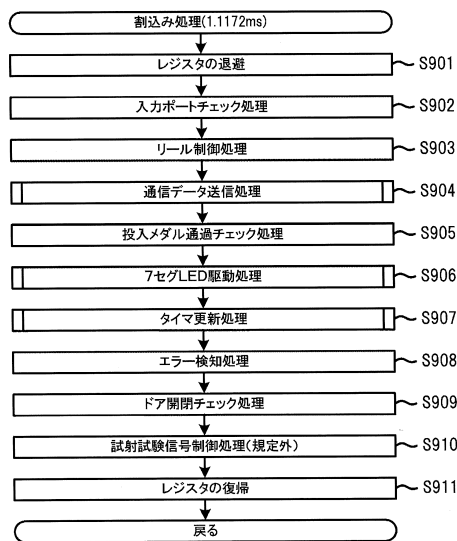 割込み処理(1.1172ms)
レジスタの退避 S901
入力ポートチェック処理 S902
リール制御処理 S903
通信データ送信処理 S904
投入メダル通過チェック処理 S905
7セグLED駆動処理 S906
タイマ更新処理 S907
エラー検知処理 S908
ドア開閉チェック処理 S909
試射試験信号制御処理(規定外) S910
レジスタの復帰 S911
戻る